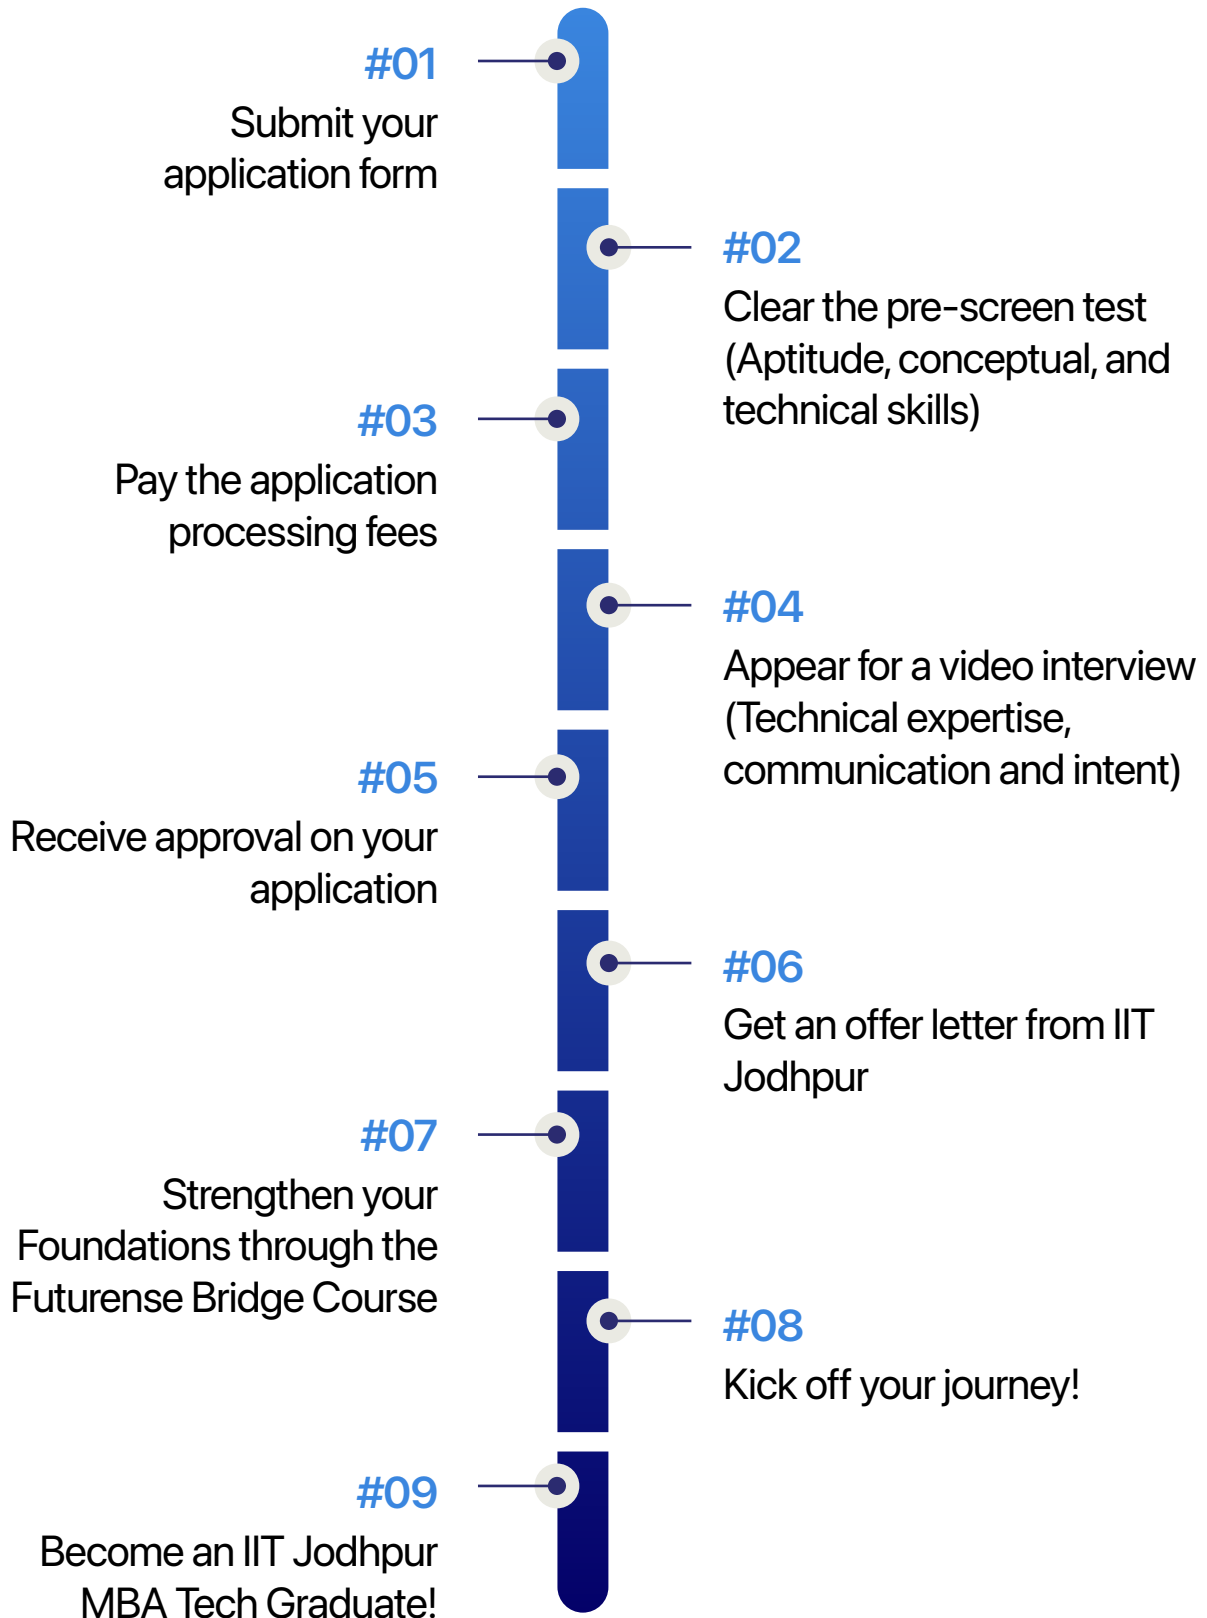 #01
Submit your
application form
#02
Clear the pre-screen test
(Aptitude, conceptual, and
technical skills)
#03
Pay the application
processing fees
#04
Appear for a video interview
(Technical expertise,
communication and intent)
#05
Receive approval on your
application
#06
Get an offer letter from IIT
Jodhpur
#07
Strengthen your
Foundations through the
Futurense Bridge Course
#08
Kick off your journey!
#09
Become an IIT Jodhpur
MBA Tech Graduate!